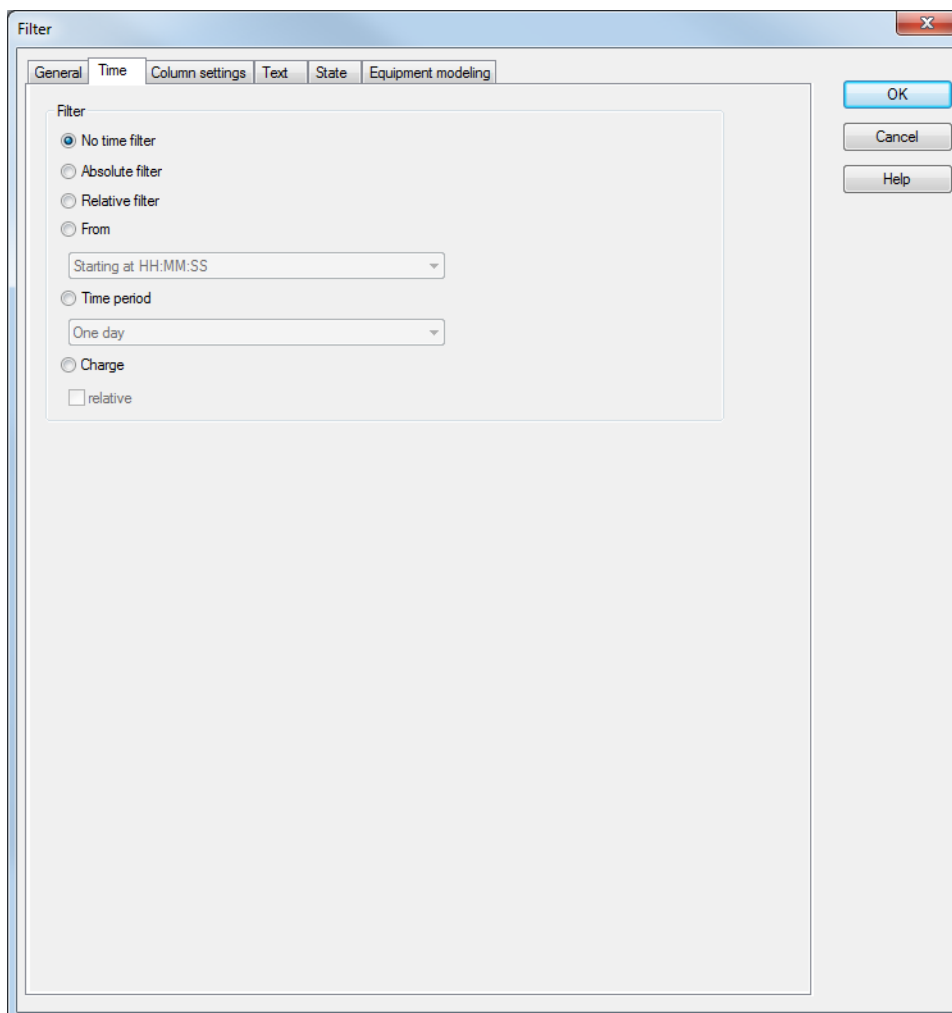 Filter
General Time Column settings Text State Equipment modeling
OK
Cancel
Help
Filter
No time filter
Absolute filter
Relative filter
From
Starting at HH:MM:SS
Time period
One day
Charge
relative